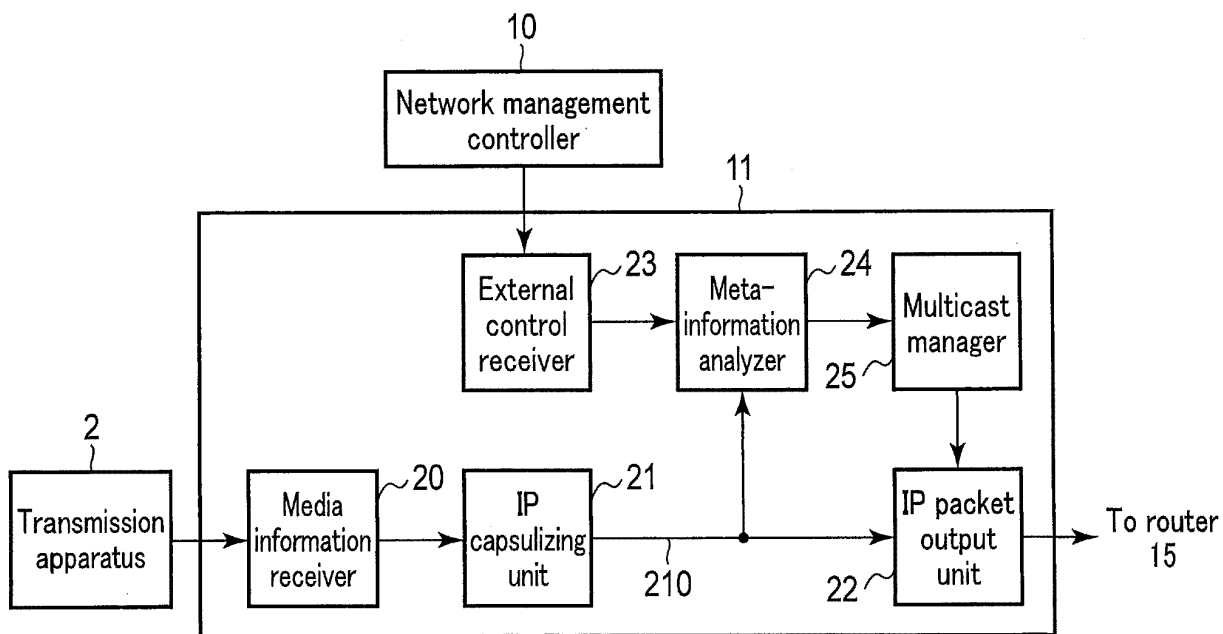 10
Network management
controller
11
External
control
receiver
23
Meta-
information
analyzer
24
Multicast
manager
25
2
Transmission
apparatus
Media
information
receiver
20
IP
capsulizing
unit
21
210
IP packet
output
unit
22
To router
15